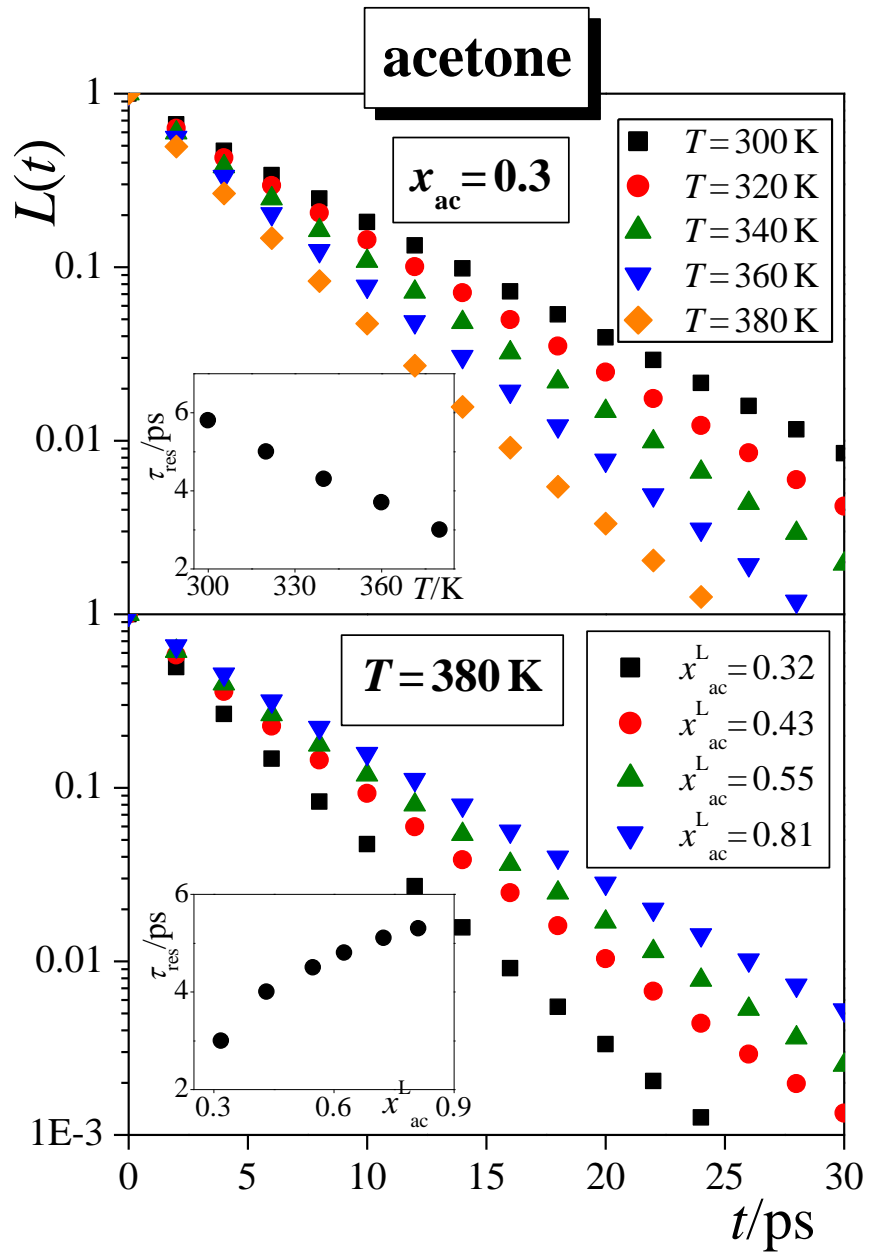 acetone
L(t)
1
x_ac = 0.3
T = 300 K
T = 320 K
T = 340 K
T = 360 K
T = 380 K
0.1
0.01
τ_res/ps
6
4
2
300 330 360 T/K
1
T = 380 K
x^L_ac = 0.32
x^L_ac = 0.43
x^L_ac = 0.55
x^L_ac = 0.81
0.1
0.01
1E-3
τ_res/ps
6
4
2
0.3 0.6 x^L_ac 0.9
0 5 10 15 20 25 30
t/ps